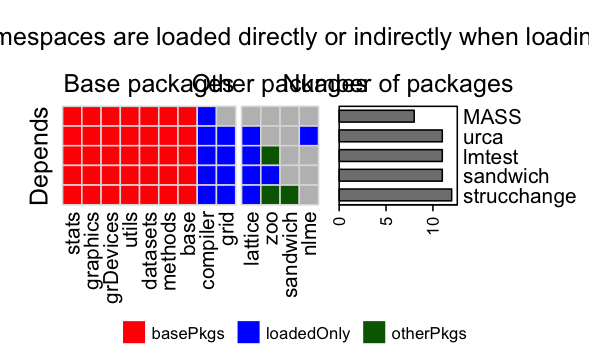 mespaces are loaded directly or indirectly when loadin
Base packages Other packages Number of packages
Depends
MASS
urca
lmtest
sandwich
strucchange
0 5 10
stats graphics grDevices utils datasets methods base compiler grid lattice zoo sandwich nlme
basePkgs loadedOnly otherPkgs